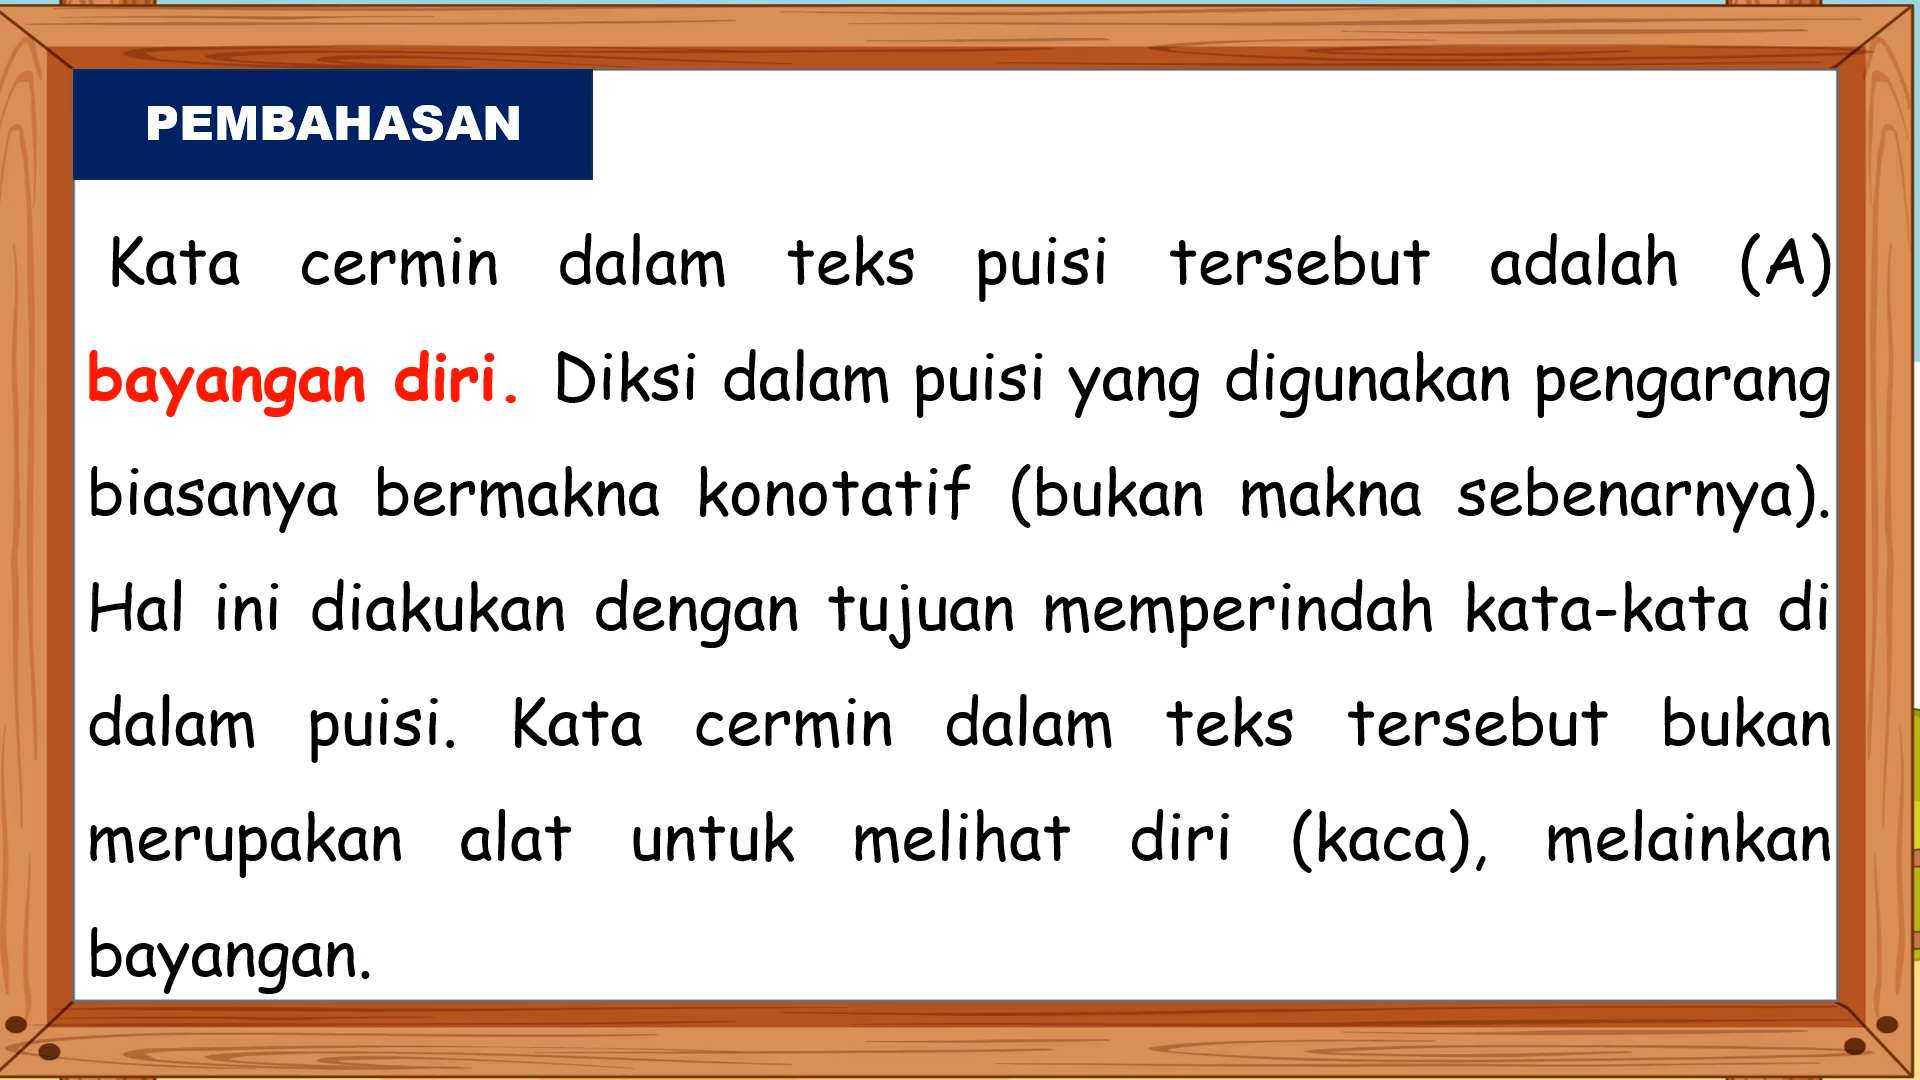 PEMBAHASAN
Kata cermin dalam teks puisi tersebut adalah (A)
bayangan diri. Diksi dalam puisi yang digunakan pengarang
biasanya bermakna konotatif (bukan makna sebenarnya).
Hal ini diakukan dengan tujuan memperindah kata-kata di
dalam puisi. Kata cermin dalam teks tersebut bukan
merupakan alat untuk melihat diri (kaca), melainkan
bayangan.